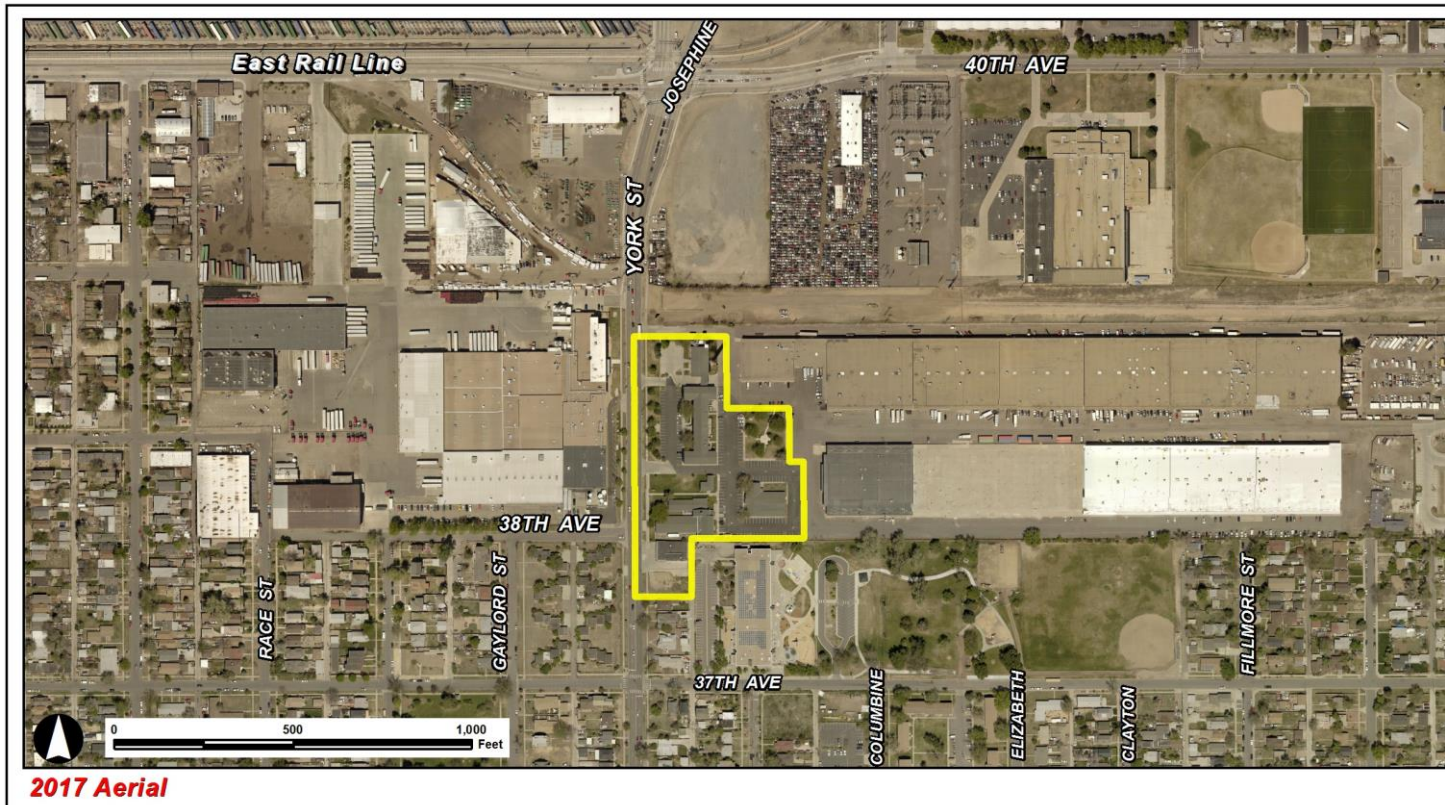 East Rail Line
JOSEPHINE
40TH AVE
YORK ST
38TH AVE
RACE ST
GAYLORD ST
FILLMORE ST
37TH AVE
COLUMBINE
ELIZABETH
CLAYTON
0 500 1,000
Feet
2017 Aerial